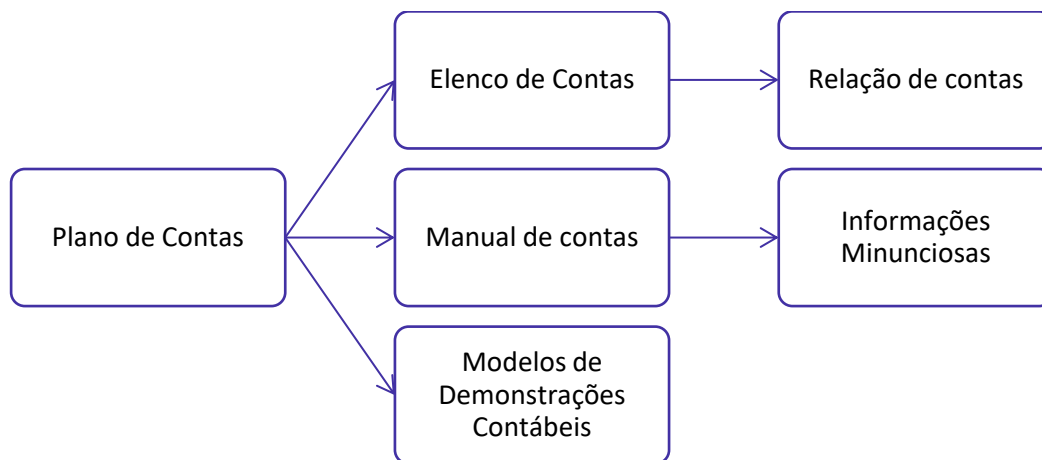 Elenco de Contas
Relação de contas
Plano de Contas
Manual de contas
Informações
Minunciosas
Modelos de
Demonstrações
Contábeis